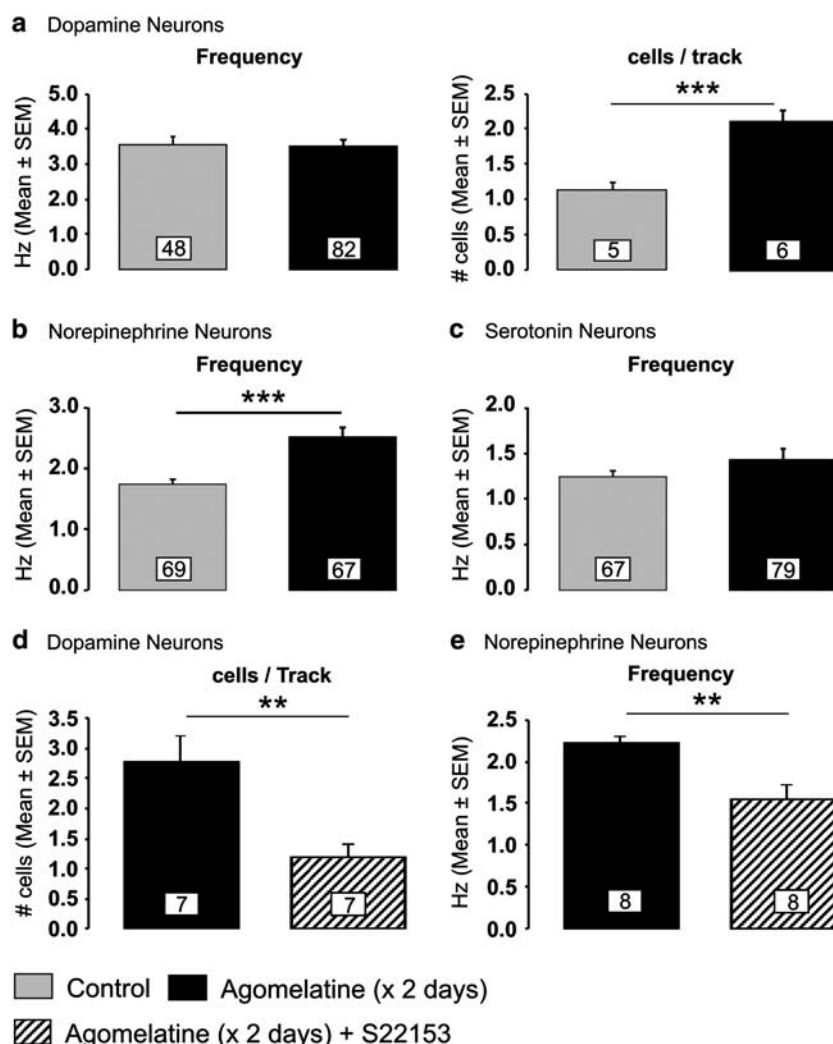 a Dopamine Neurons
Frequency
cells / track
Hz (Mean ± SEM)
5.0
4.0
3.0
2.0
1.0
0.0
48
82
# cells (Mean ± SEM)
2.5
2.0
1.5
1.0
0.5
0.0
***
5
6
b Norepinephrine Neurons
Frequency
Hz (Mean ± SEM)
3.0
2.0
1.0
0.0
***
69
67
c Serotonin Neurons
Frequency
Hz (Mean ± SEM)
2.0
1.5
1.0
0.5
0.0
67
79
d Dopamine Neurons
cells / Track
# cells (Mean ± SEM)
3.5
3.0
2.5
2.0
1.5
1.0
0.5
0.0
**
7
7
e Norepinephrine Neurons
Frequency
Hz (Mean ± SEM)
2.5
2.0
1.5
1.0
0.5
0.0
**
8
8
Control
Agomelatine (x 2 days)
Agomelatine (x 2 days) + S22153